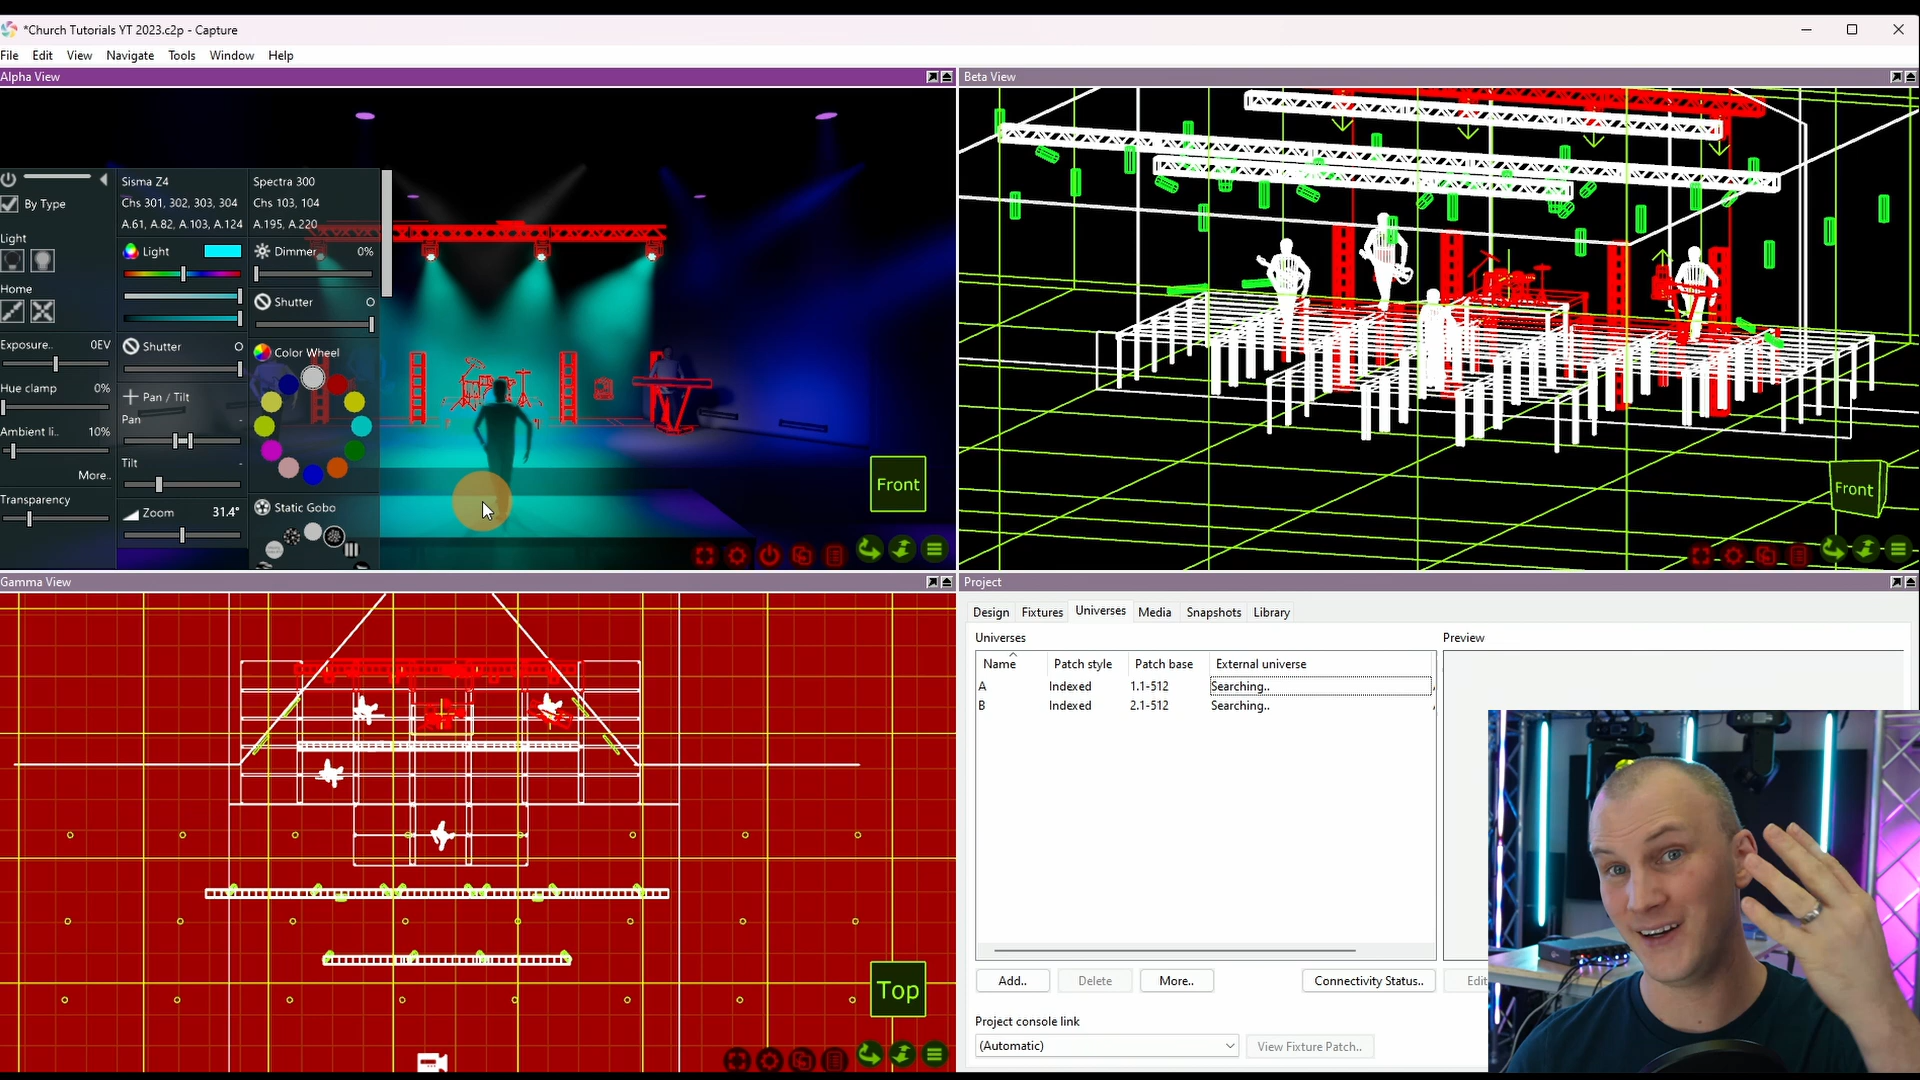 *Church Tutorials YT 2023.c2p - Capture
File Edit View Navigate Tools Window Help
Alpha View
By Type
Light
Home
Exposure.. 0EV
Hue clamp 0%
Ambient li.. 10%
More..
Transparency
Sisma Z4
Chs 301, 302, 303, 304
A.61, A.82, A.103, A.124
Light
Shutter O
Pan / Tilt
Pan -
Tilt -
Zoom 31.4°
Spectra 300
Chs 103, 104
A.195, A.220
Dimmer 0%
Shutter O
Color Wheel
Static Gobo
Front
Beta View
Front
Gamma View
Top
Project
Design Fixtures Universes Media Snapshots Library
Universes
Preview
Name Patch style Patch base External universe
A Indexed 1.1-512 Searching..
B Indexed 2.1-512 Searching..
Add.. Delete More.. Connectivity Status.. Edit
Project console link
(Automatic) View Fixture Patch..